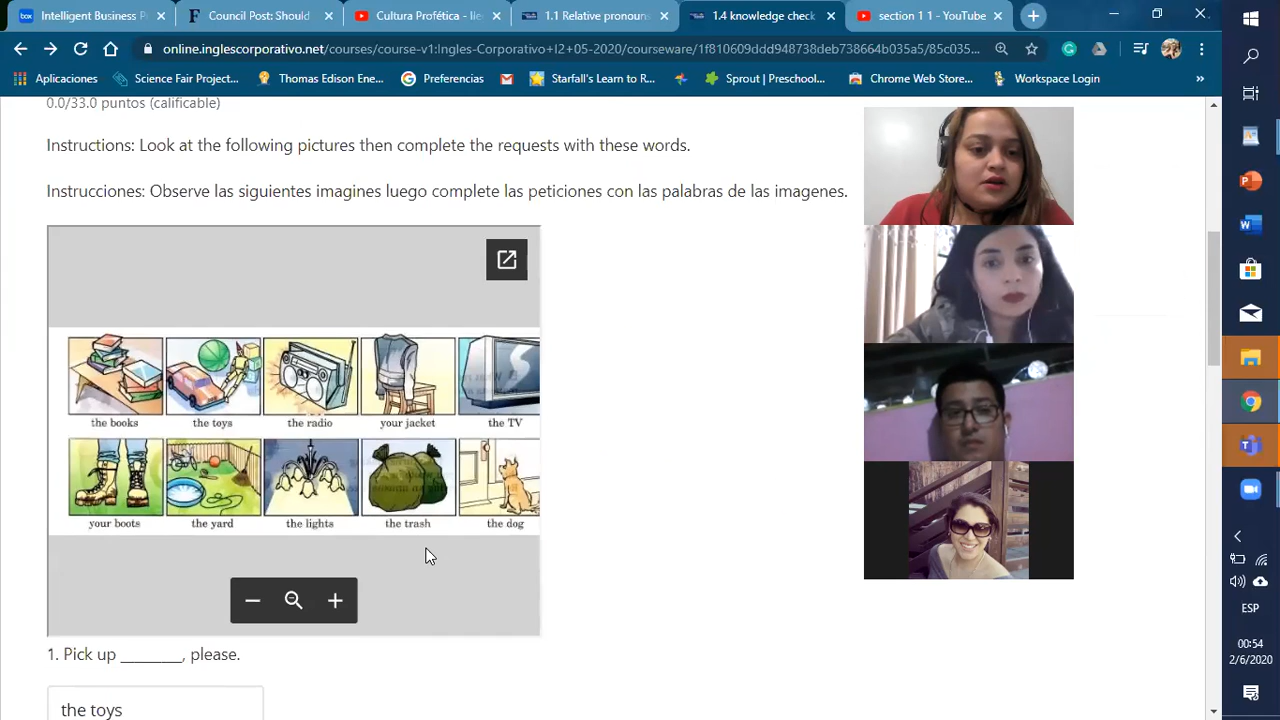 Intelligent Business P
Council Post: Should
Cultura Profética - lle
1.1 Relative pronoun
1.4 knowledge check
section 1 1 - YouTube
online.inglescorporativo.net/courses/course-v1:Ingles-Corporativo+I2+05-2020/courseware/1f810609ddd948738deb738664b035a5/85c035...
Aplicaciones
Science Fair Project...
Thomas Edison Ene...
Preferencias
Starfall's Learn to R...
Sprout | Preschool...
Chrome Web Store...
Workspace Login
0.0/33.0 puntos (calificable)
Instructions: Look at the following pictures then complete the requests with these words.
Instrucciones: Observe las siguientes imagines luego complete las peticiones con las palabras de las imagenes.
the books
the toys
the radio
your jacket
the TV
your boots
the yard
the lights
the trash
the dog
1. Pick up ________, please.
the toys
ESP
00:54
2/6/2020